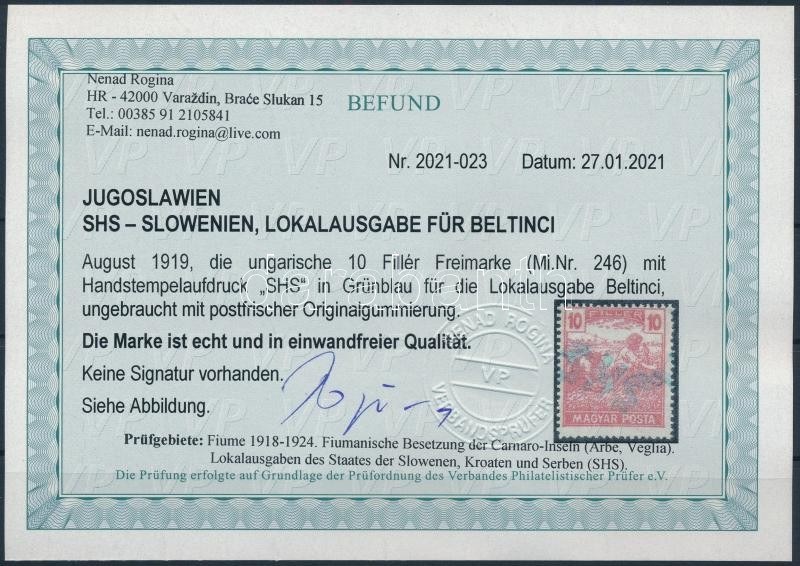 Nenad Rogina
HR - 42000 Varaždin, Braće Slukan 15
Tel.: 00385 91 2105841
E-Mail: nenad.rogina@live.com
BEFUND
Nr. 2021-023 Datum: 27.01.2021
JUGOSLAWIEN
SHS – SLOWENIEN, LOKALAUSGABE FÜR BELTINCI
August 1919, die ungarische 10 Fillér Freimarke (Mi.Nr. 246) mit
Handstempelaufdruck „SHS“ in Grünblau für die Lokalausgabe Beltinci,
ungebraucht mit postfrischer Originalgummierung.
Die Marke ist echt und in einwandfreier Qualität.
Keine Signatur vorhanden.
Siehe Abbildung.
NENAD ROGINA
VP
VERBANDSPRÜFER
FILLÉR
10 10
MAGYAR POSTA
Prüfgebiete: Fiume 1918-1924. Fiumanische Besetzung der Carnaro-Inseln (Arbe, Veglia).
Lokalausgaben des Staates der Slowenen, Kroaten und Serben (SHS).
Die Prüfung erfolgte auf Grundlage der Prüfordnung des Verbandes Philatelistischer Prüfer e.V.
darabanth